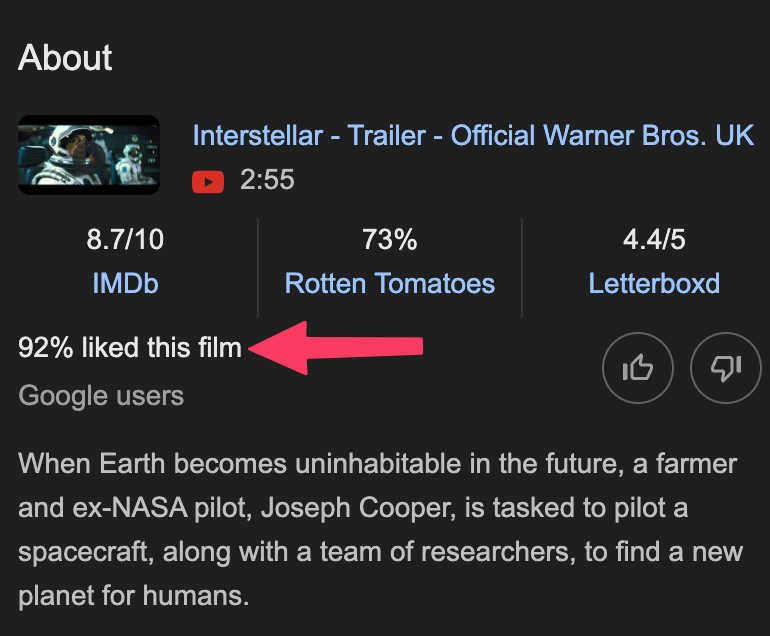 About
Interstellar - Trailer - Official Warner Bros. UK
2:55
8.7/10
IMDb
73%
Rotten Tomatoes
4.4/5
Letterboxd
92% liked this film
Google users
When Earth becomes uninhabitable in the future, a farmer
and ex-NASA pilot, Joseph Cooper, is tasked to pilot a
spacecraft, along with a team of researchers, to find a new
planet for humans.